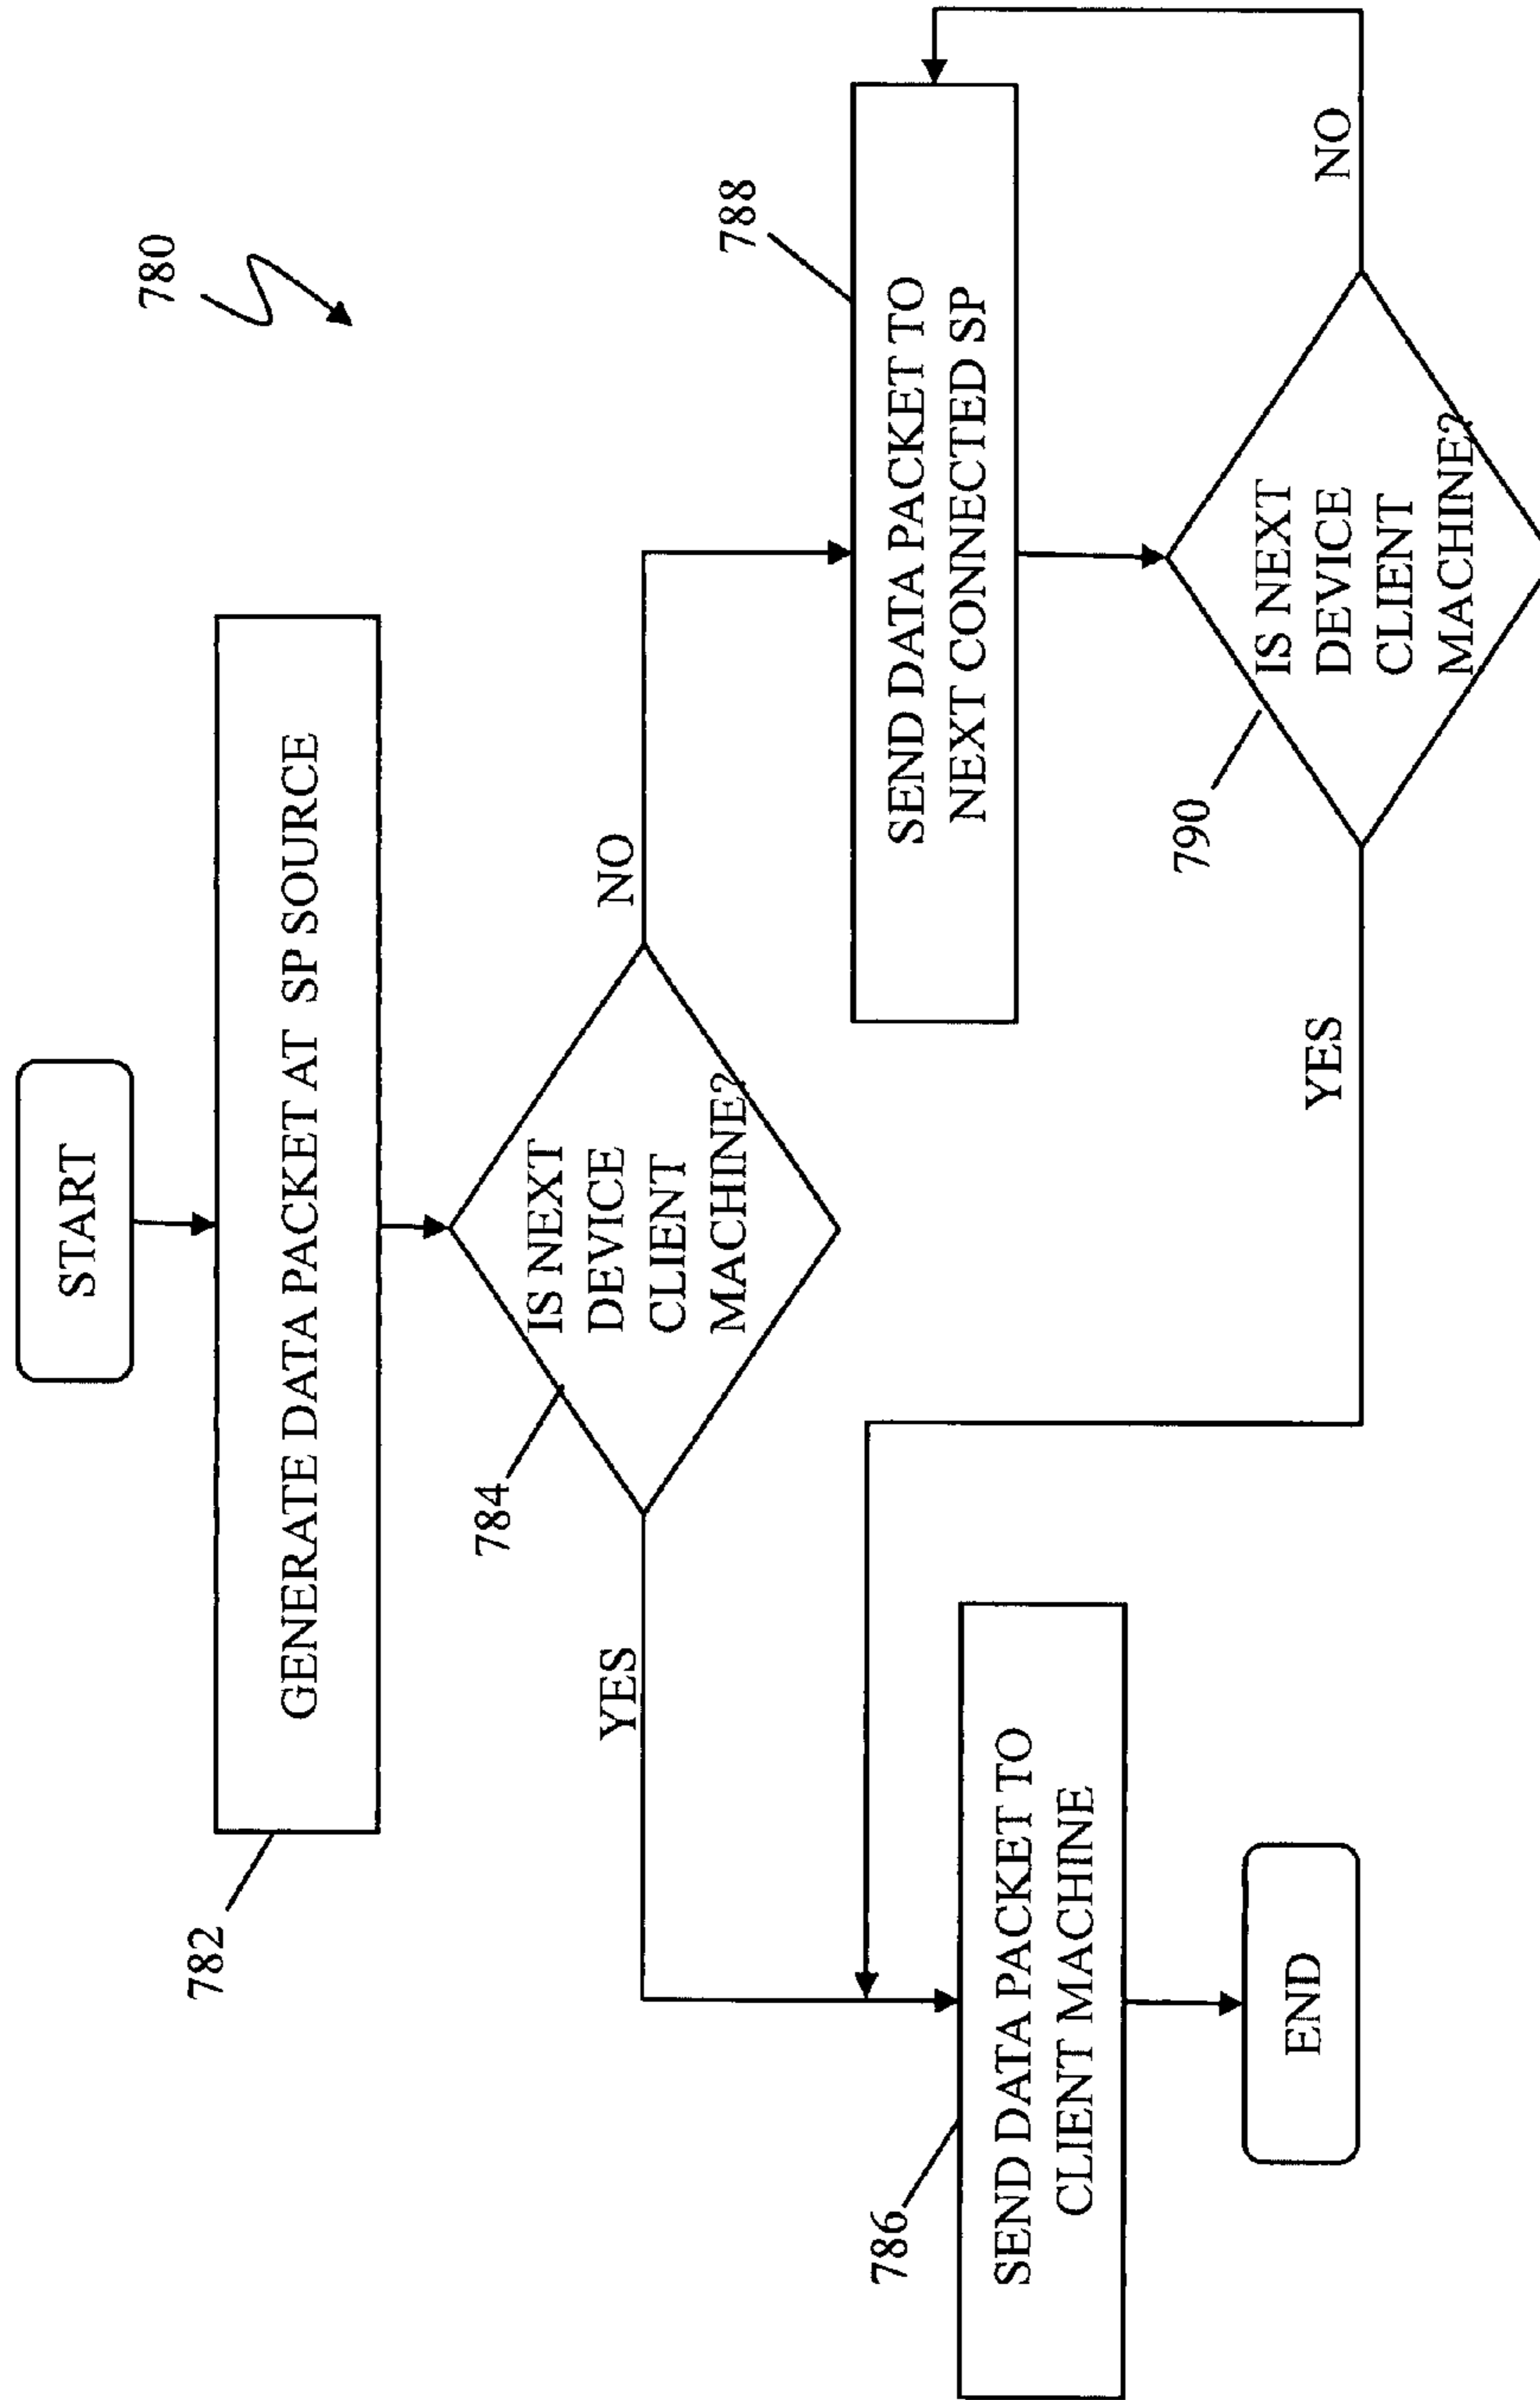 780
START
782
GENERATE DATA PACKET AT SP SOURCE
784
IS NEXT
DEVICE
CLIENT
MACHINE?
YES
NO
788
SEND DATA PACKET TO
NEXT CONNECTED SP
786
SEND DATA PACKET TO
CLIENT MACHINE
790
IS NEXT
DEVICE
CLIENT
MACHINE?
YES
NO
END